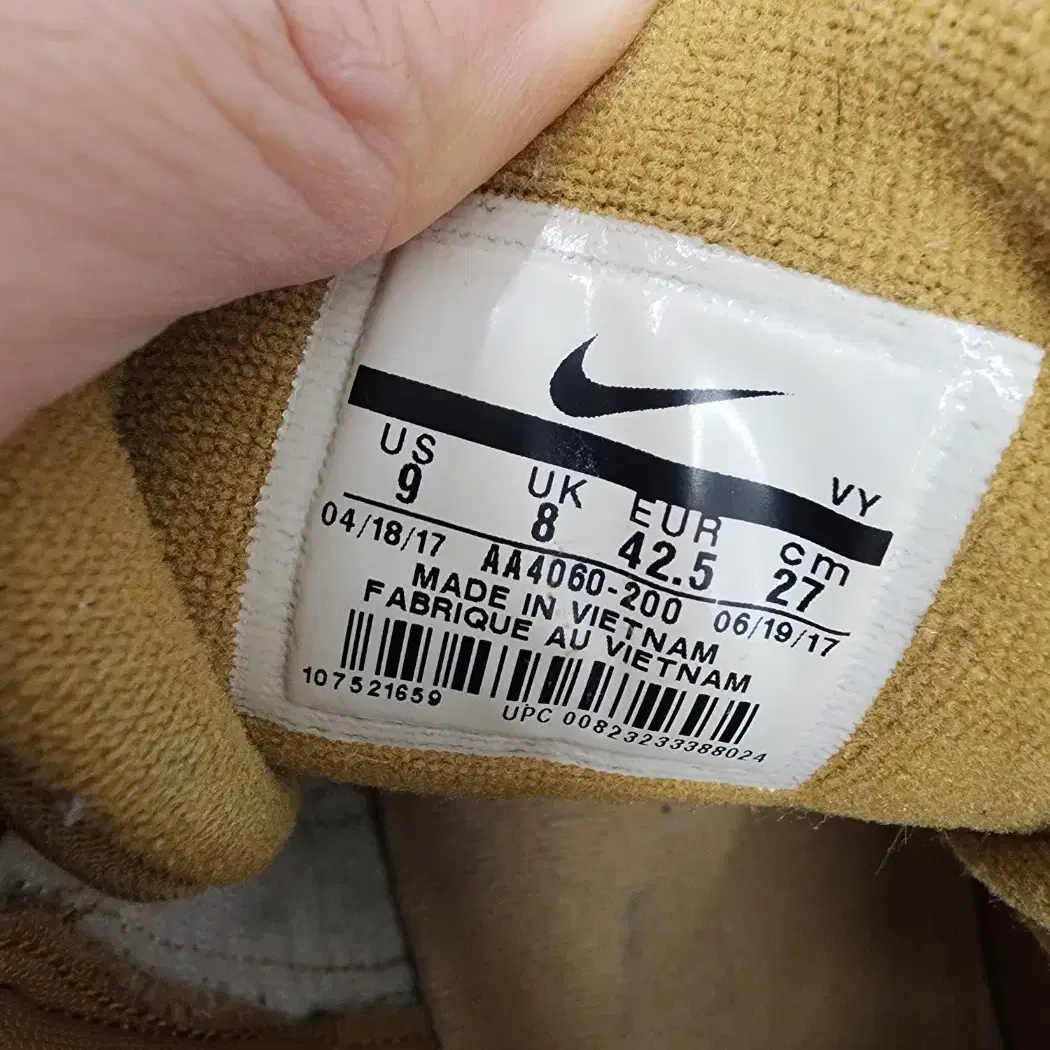 VY
US UK EUR cm
9 8 42.5 27
04/18/17 AA4060-200 06/19/17
MADE IN VIETNAM
FABRIQUE AU VIETNAM
107521659 UPC 00823233388024